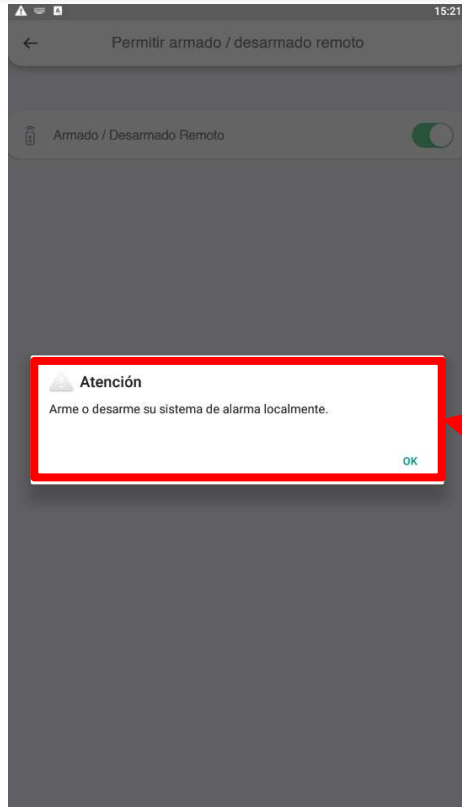 A A 15:21
Permitir armado / desarmado remoto
Armado / Desarmado Remoto
Atención
Arme o desarme su sistema de alarma localmente.
OK